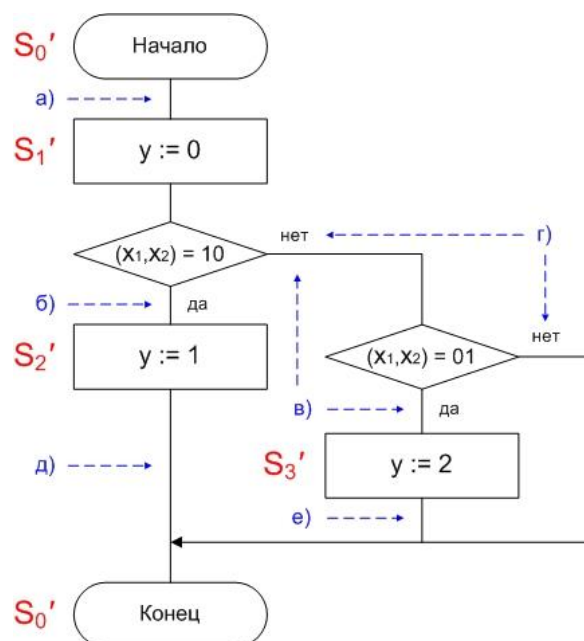 S₀′ Начало
а)
S₁′ y := 0
(x₁,x₂) = 10 нет г)
б) да
S₂′ y := 1
(x₁,x₂) = 01 нет
в) да
S₃′ y := 2
д)
е)
S₀′ Конец